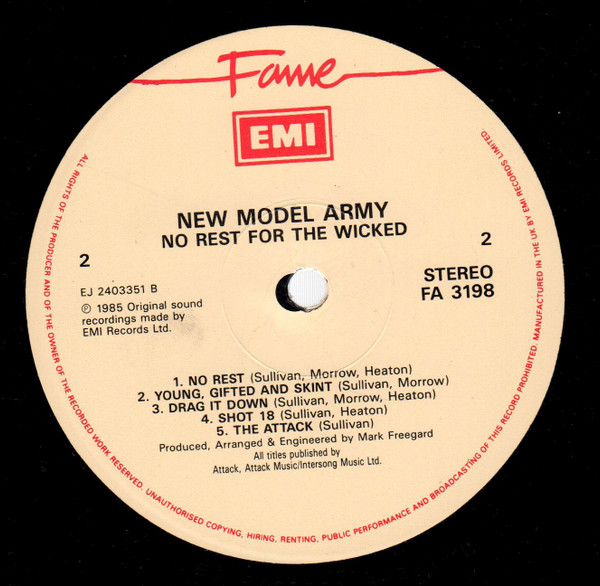 Fame
EMI
NEW MODEL ARMY
NO REST FOR THE WICKED
2
2
EJ 2403351 B
℗ 1985 Original sound
recordings made by
EMI Records Ltd.
STEREO
FA 3198
1. NO REST (Sullivan, Morrow, Heaton)
2. YOUNG, GIFTED AND SKINT (Sullivan, Morrow)
3. DRAG IT DOWN (Sullivan, Morrow, Heaton)
4. SHOT 18 (Sullivan, Heaton)
5. THE ATTACK (Sullivan)
Produced, Arranged & Engineered by Mark Freegard
All titles published by
Attack, Attack Music/Intersong Music Ltd.
ALL RIGHTS OF THE PRODUCER AND OF THE OWNER OF THE RECORDED WORK RESERVED. UNAUTHORISED COPYING, HIRING, RENTING, PUBLIC PERFORMANCE AND BROADCASTING OF THIS RECORD PROHIBITED. MANUFACTURED IN THE UK BY EMI RECORDS LIMITED.